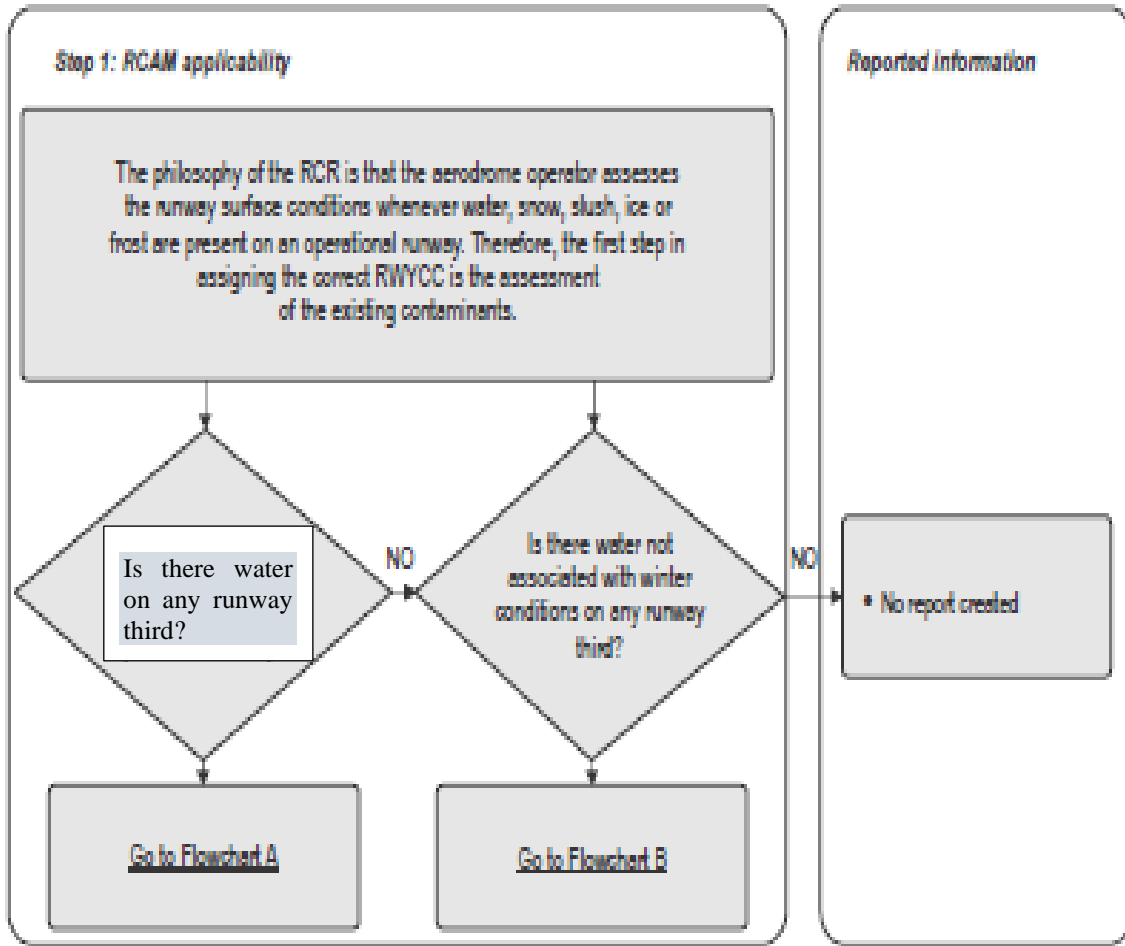 Step 1: RCAM applicability
Reported information
The philosophy of the RCR is that the aerodrome operator assesses
the runway surface conditions whenever water, snow, slush, ice or
frost are present on an operational runway. Therefore, the first step in
assigning the correct RWYCC is the assessment
of the existing contaminants.
Is there water
on any runway
third?
NO
Is there water not
associated with winter
conditions on any runway
third?
NO
• No report created
Go to Flowchart A
Go to Flowchart B